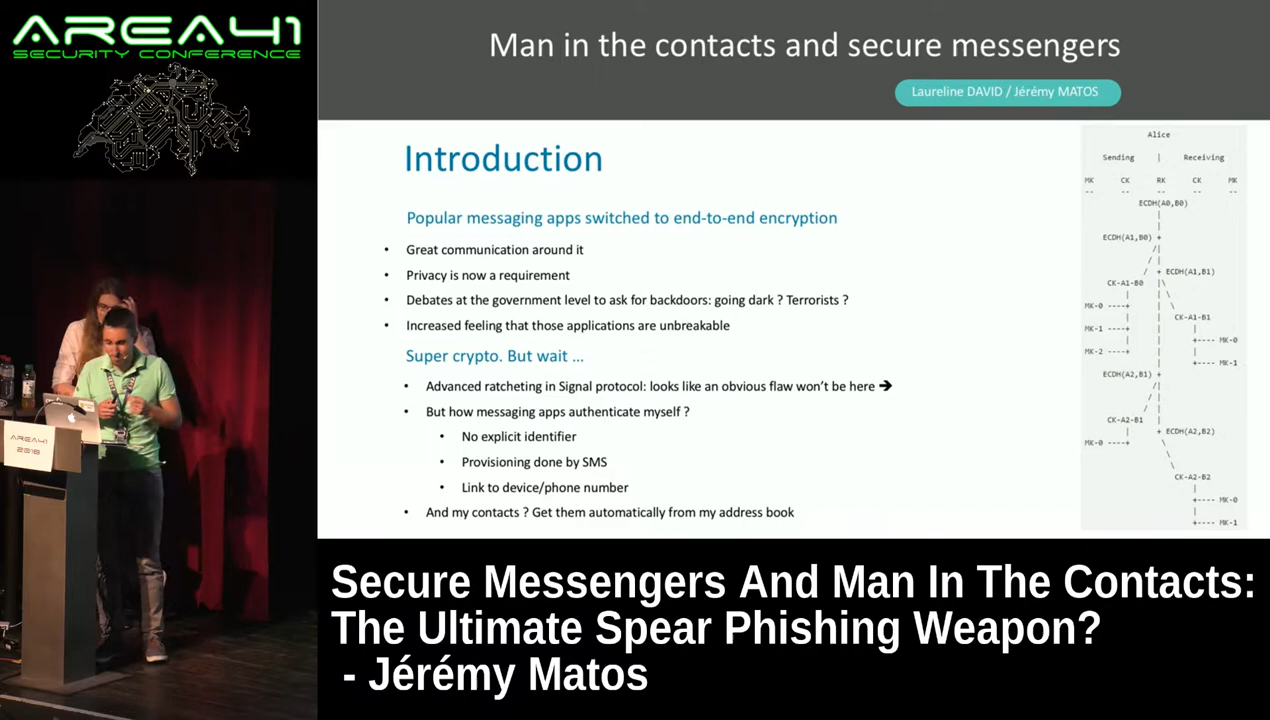 AREA41
SECURITY CONFERENCE
Man in the contacts and secure messengers
Laureline DAVID / Jérémy MATOS
Introduction
Popular messaging apps switched to end-to-end encryption
• Great communication around it
• Privacy is now a requirement
• Debates at the government level to ask for backdoors: going dark ? Terrorists ?
• Increased feeling that those applications are unbreakable
Super crypto. But wait ...
• Advanced ratcheting in Signal protocol: looks like an obvious flaw won't be here ➔
• But how messaging apps authenticate myself ?
• No explicit identifier
• Provisioning done by SMS
• Link to device/phone number
• And my contacts ? Get them automatically from my address book
Alice
Sending | Receiving
MK CK RK CK MK
-- -- -- -- --
ECDH(A0,B0)
|
ECDH(A1,B0) +
/|
/ |
/ + ECDH(A1,B1)
CK-A1-B0 |\
| | \
MK-0 ----+ | \
| | CK-A1-B1
MK-1 ----+ | |
| | +---- MK-0
MK-2 ----+ | |
| +---- MK-1
|
ECDH(A2,B1) +
/|
/ |
/ |
CK-A2-B1 |
| + ECDH(A2,B2)
MK-0 ----+ \
\
\
CK-A2-B2
|
+---- MK-0
|
+---- MK-1
AREA41
2018
Secure Messengers And Man In The Contacts:
The Ultimate Spear Phishing Weapon?
- Jérémy Matos